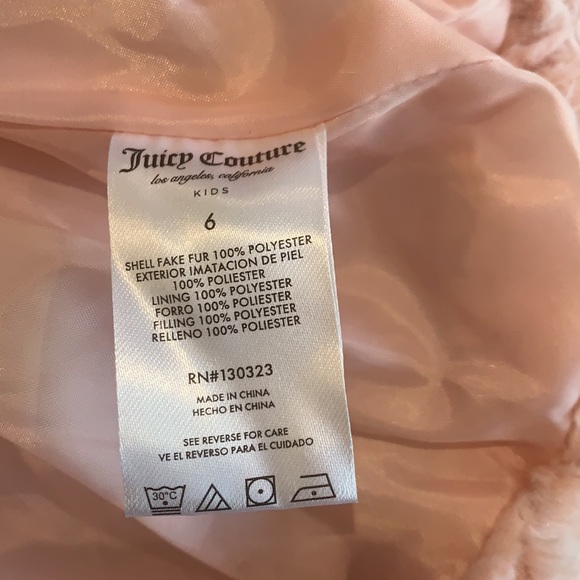 Juicy Couture
los angeles, california
KIDS
6
SHELL FAKE FUR 100% POLYESTER
EXTERIOR IMATACION DE PIEL
100% POLIESTER
LINING 100% POLYESTER
FORRO 100% POLIESTER
FILLING 100% POLYESTER
RELLENO 100% POLIESTER
RN#130323
MADE IN CHINA
HECHO EN CHINA
SEE REVERSE FOR CARE
VE EL REVERSO PARA EL CUIDADO
30°C